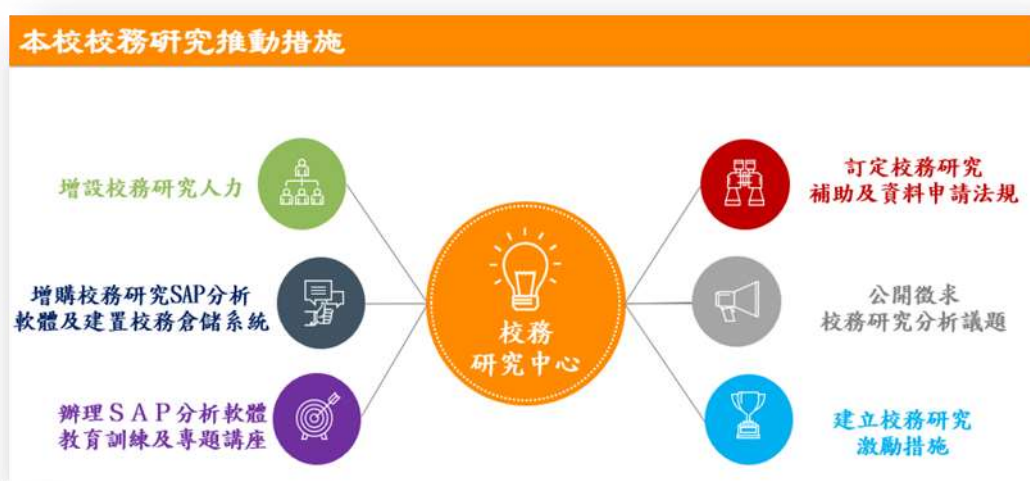 本校校務研究推動措施
增設校務研究人力
增購校務研究SAP分析
軟體及建置校務倉儲系統
辦理ＳＡＰ分析軟體
教育訓練及專題講座
校務
研究中心
訂定校務研究
補助及資料申請法規
公開徵求
校務研究分析議題
建立校務研究
激勵措施